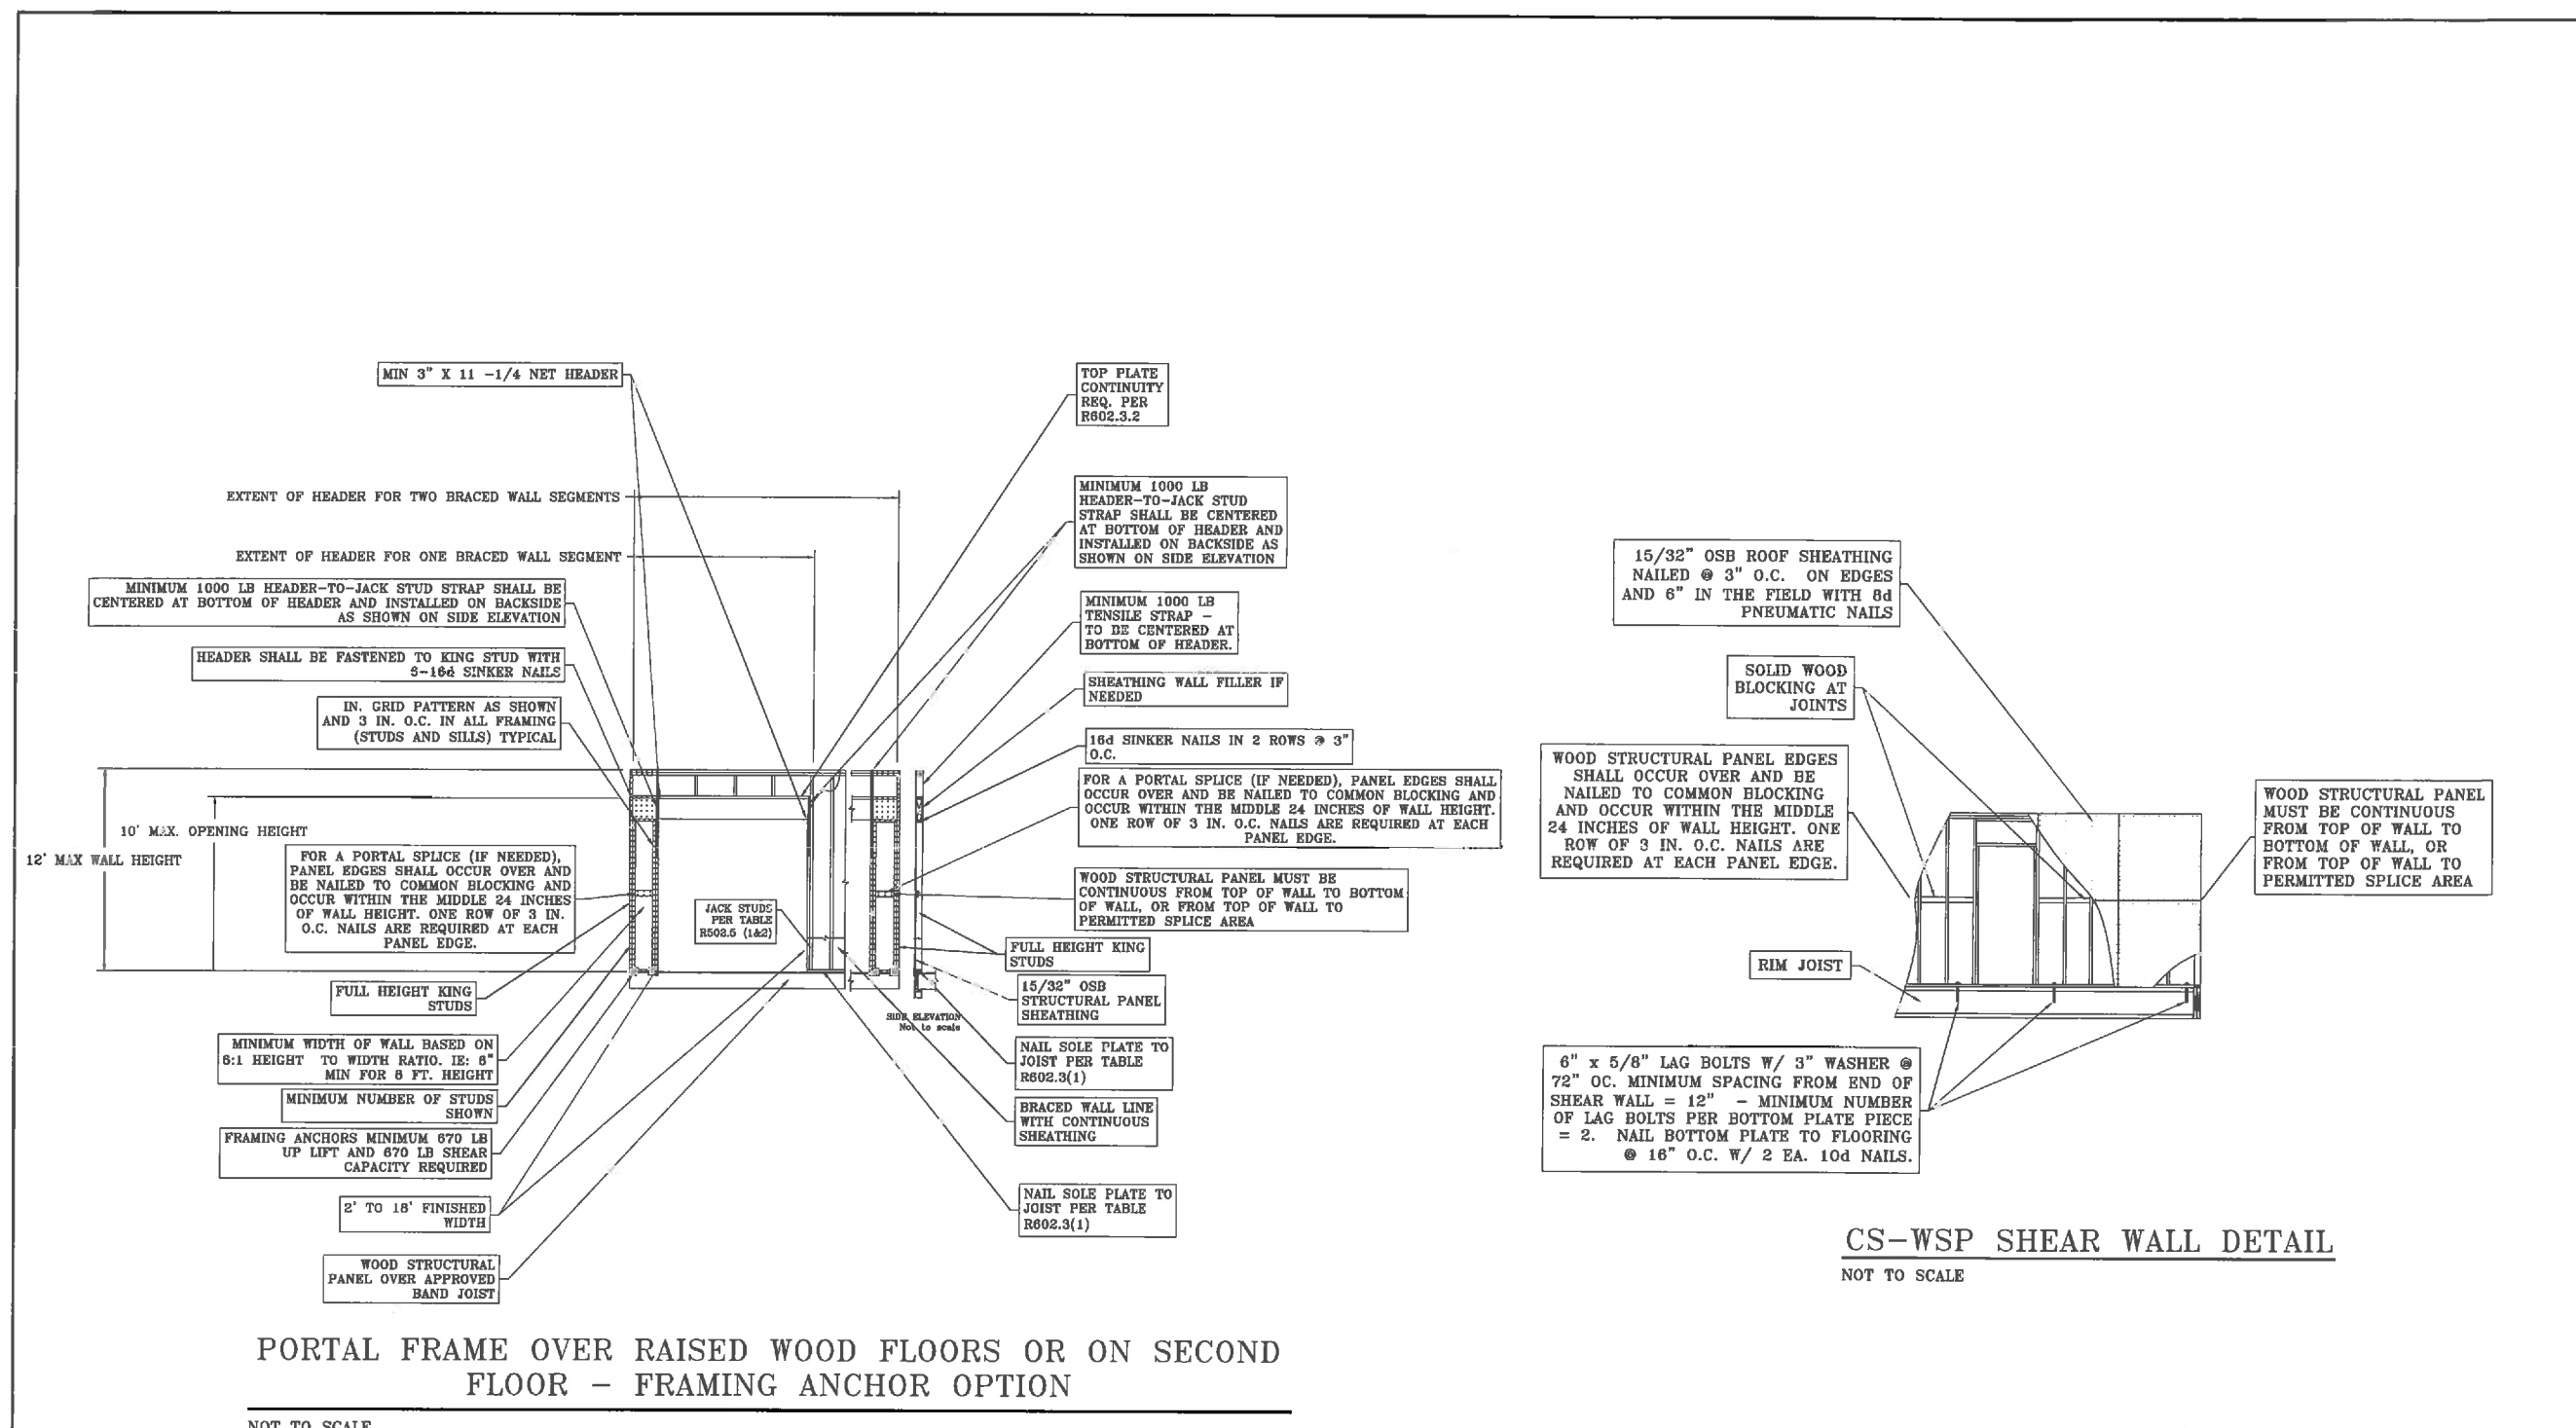 MIN 3" X 11 -1/4 NET HEADER
EXTENT OF HEADER FOR TWO BRACED WALL SEGMENTS
EXTENT OF HEADER FOR ONE BRACED WALL SEGMENT
MINIMUM 1000 LB HEADER-TO-JACK STUD STRAP SHALL BE
CENTERED AT BOTTOM OF HEADER AND INSTALLED ON BACKSIDE
AS SHOWN ON SIDE ELEVATION
HEADER SHALL BE FASTENED TO KING STUD WITH
6-16d SINKER NAILS
IN. GRID PATTERN AS SHOWN
AND 3 IN. O.C. IN ALL FRAMING
(STUDS AND SILLS) TYPICAL
10' MAX. OPENING HEIGHT
12' MAX WALL HEIGHT
FOR A PORTAL SPLICE (IF NEEDED),
PANEL EDGES SHALL OCCUR OVER AND
BE NAILED TO COMMON BLOCKING AND
OCCUR WITHIN THE MIDDLE 24 INCHES
OF WALL HEIGHT. ONE ROW OF 3 IN.
O.C. NAILS ARE REQUIRED AT EACH
PANEL EDGE.
JACK STUDS
PER TABLE
R502.5 (1&2)
FULL HEIGHT KING
STUDS
MINIMUM WIDTH OF WALL BASED ON
6:1 HEIGHT TO WIDTH RATIO. IE:
MIN FOR 8 FT. HEIGHT
MINIMUM NUMBER OF STUDS
SHOWN
FRAMING ANCHORS MINIMUM 670 LB
UP LIFT AND 670 LB SHEAR
CAPACITY REQUIRED
2' TO 18' FINISHED
WIDTH
WOOD STRUCTURAL
PANEL OVER APPROVED
BAND JOIST
TOP PLATE
CONTINUITY
REQ. PER
R602.3.2
MINIMUM 1000 LB
HEADER-TO-JACK STUD
STRAP SHALL BE CENTERED
AT BOTTOM OF HEADER AND
INSTALLED ON BACKSIDE AS
SHOWN ON SIDE ELEVATION
MINIMUM 1000 LB
TENSILE STRAP -
TO BE CENTERED AT
BOTTOM OF HEADER.
SHEATHING WALL FILLER IF
NEEDED
16d SINKER NAILS IN 2 ROWS @ 3"
O.C.
FOR A PORTAL SPLICE (IF NEEDED), PANEL EDGES SHALL
OCCUR OVER AND BE NAILED TO COMMON BLOCKING AND
OCCUR WITHIN THE MIDDLE 24 INCHES OF WALL HEIGHT.
ONE ROW OF 3 IN. O.C. NAILS ARE REQUIRED AT EACH
PANEL EDGE.
WOOD STRUCTURAL PANEL MUST BE
CONTINUOUS FROM TOP OF WALL TO BOTTOM
OF WALL, OR FROM TOP OF WALL TO
PERMITTED SPLICE AREA
FULL HEIGHT KING
STUDS
15/32" OSB
STRUCTURAL PANEL
SHEATHING
SIDE ELEVATION
Not to scale
NAIL SOLE PLATE TO
JOIST PER TABLE
R602.3(1)
BRACED WALL LINE
WITH CONTINUOUS
SHEATHING
NAIL SOLE PLATE TO
JOIST PER TABLE
R602.3(1)
PORTAL FRAME OVER RAISED WOOD FLOORS OR ON SECOND
FLOOR - FRAMING ANCHOR OPTION
NOT TO SCALE
15/32" OSB ROOF SHEATHING
NAILED @ 3" O.C. ON EDGES
AND 6" IN THE FIELD WITH 8d
PNEUMATIC NAILS
SOLID WOOD
BLOCKING AT
JOINTS
WOOD STRUCTURAL PANEL EDGES
SHALL OCCUR OVER AND BE
NAILED TO COMMON BLOCKING
AND OCCUR WITHIN THE MIDDLE
24 INCHES OF WALL HEIGHT. ONE
ROW OF 3 IN. O.C. NAILS ARE
REQUIRED AT EACH PANEL EDGE.
WOOD STRUCTURAL PANEL
MUST BE CONTINUOUS
FROM TOP OF WALL TO
BOTTOM OF WALL, OR
FROM TOP OF WALL TO
PERMITTED SPLICE AREA
RIM JOIST
6" x 5/8" LAG BOLTS W/ 3" WASHER @
72" OC. MINIMUM SPACING FROM END OF
SHEAR WALL = 12" - MINIMUM NUMBER
OF LAG BOLTS PER BOTTOM PLATE PIECE
= 2. NAIL BOTTOM PLATE TO FLOORING
@ 16" O.C. W/ 2 EA. 10d NAILS.
CS-WSP SHEAR WALL DETAIL
NOT TO SCALE